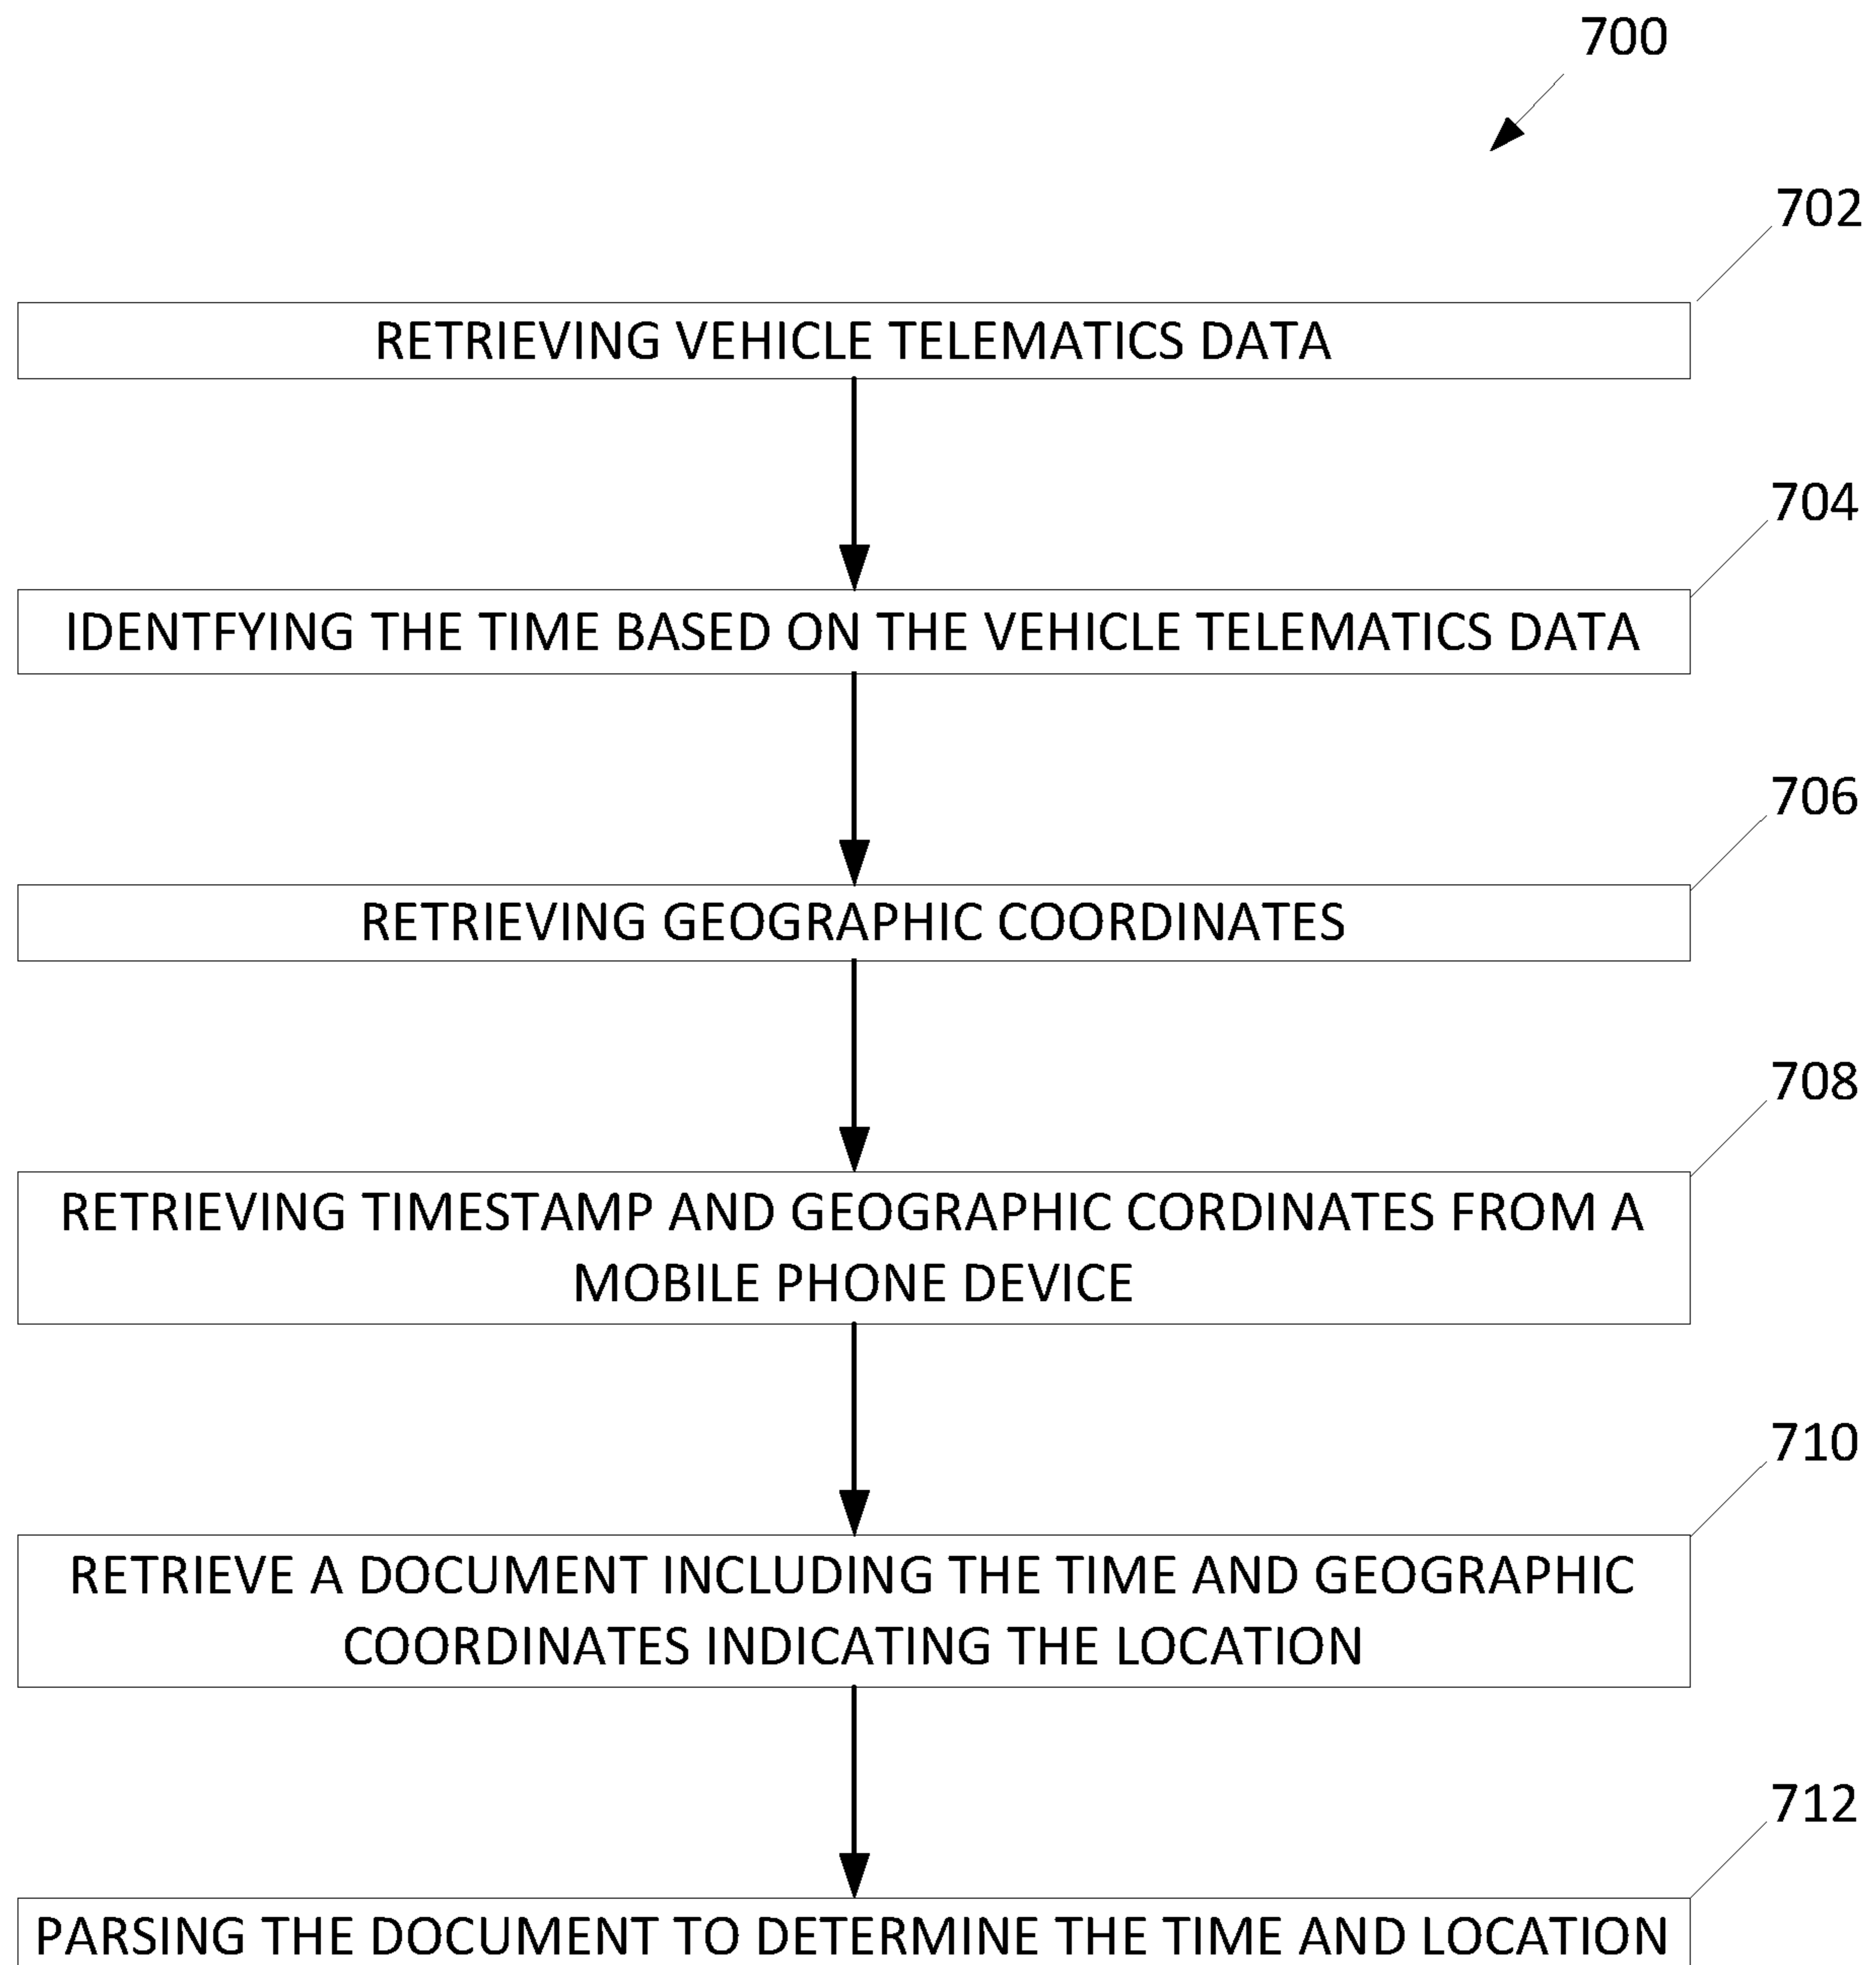 700
702
RETRIEVING VEHICLE TELEMATICS DATA
704
IDENTFYING THE TIME BASED ON THE VEHICLE TELEMATICS DATA
706
RETRIEVING GEOGRAPHIC COORDINATES
708
RETRIEVING TIMESTAMP AND GEOGRAPHIC CORDINATES FROM A
MOBILE PHONE DEVICE
710
RETRIEVE A DOCUMENT INCLUDING THE TIME AND GEOGRAPHIC
COORDINATES INDICATING THE LOCATION
712
PARSING THE DOCUMENT TO DETERMINE THE TIME AND LOCATION